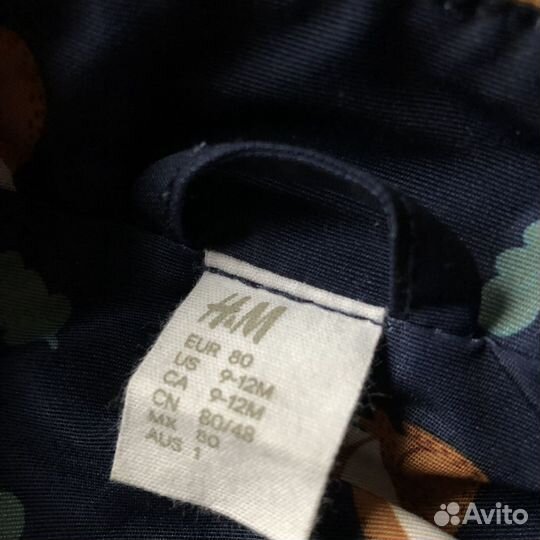 H&M
EUR 80
US 9-12M
CA 9-12M
CN 80/48
MX 80
AUS 1
Avito